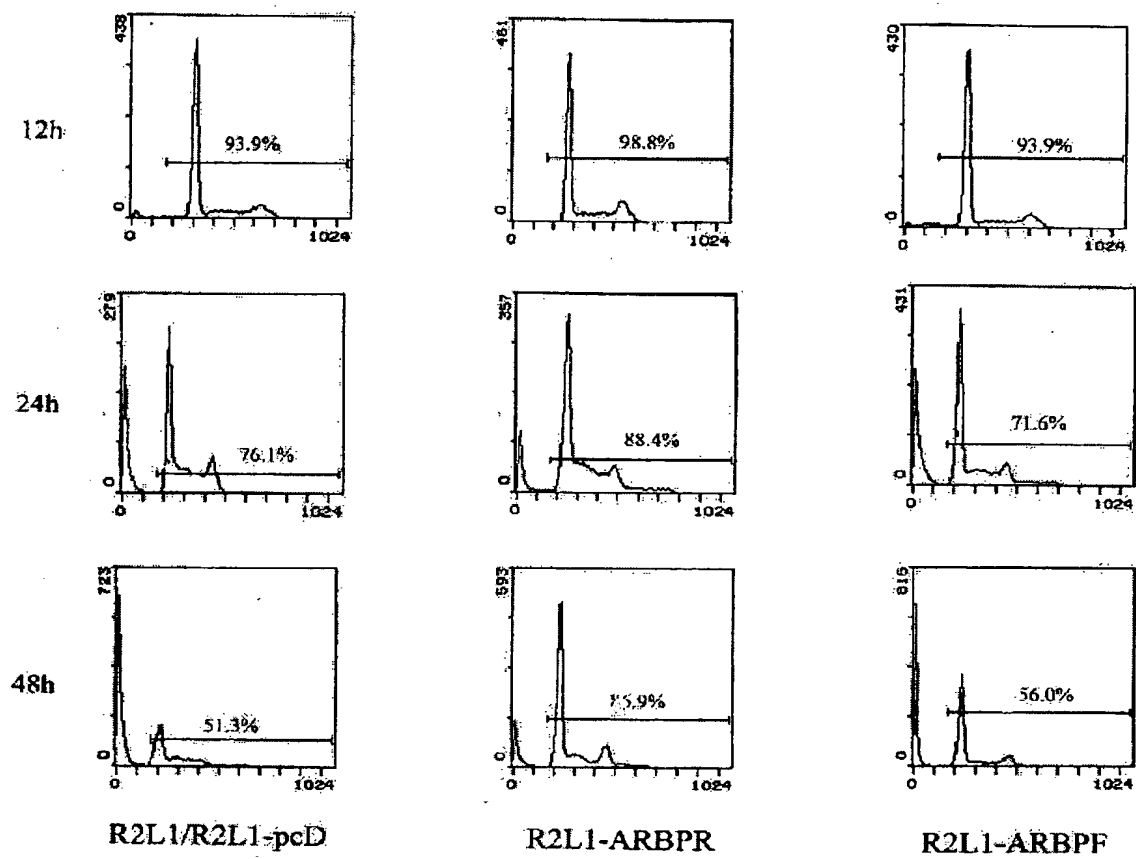 438 461 430
12h 93.9% 98.8% 93.9%
0 0 0
0 1024 0 1024 0 1024
279 357 431
24h 76.1% 88.4% 71.6%
0 0 0
0 1024 0 1024 0 1024
723 593 816
48h 51.3% 56.0%
0 0 0
0 1024 0 1024 0 1024
R2L1/R2L1-pcD R2L1-ARBPR R2L1-ARBPF